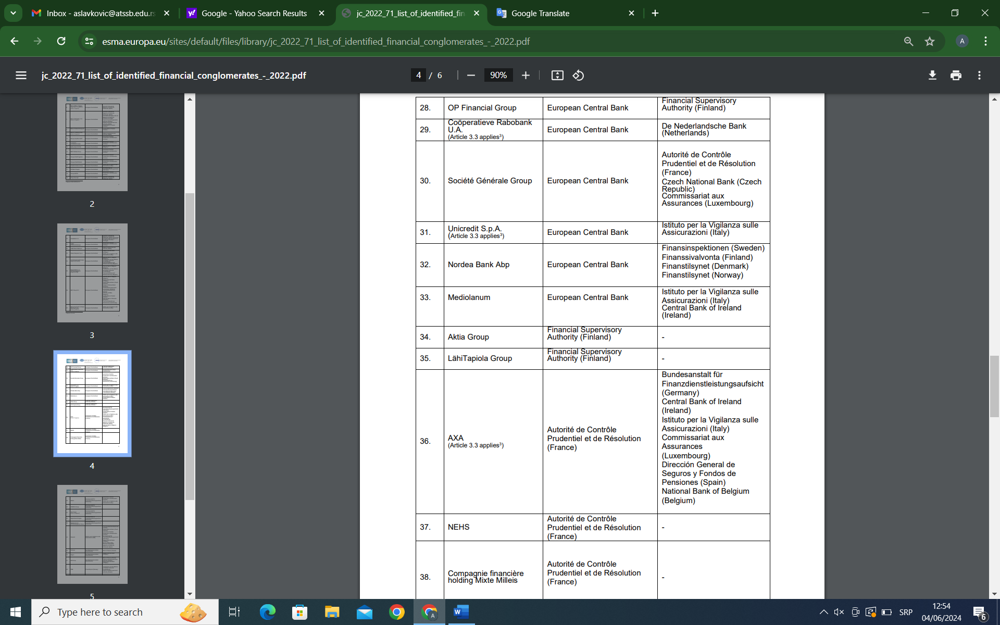 Inbox - aslavkovic@atssb.edu.rs
Google - Yahoo Search Results
jc_2022_71_list_of_identified_fin
Google Translate
esma.europa.eu/sites/default/files/library/jc_2022_71_list_of_identified_financial_conglomerates_-_2022.pdf
A
jc_2022_71_list_of_identified_financial_conglomerates_-_2022.pdf
4 / 6
90%
2
3
4
5
28.
OP Financial Group
European Central Bank
Financial Supervisory
Authority (Finland)
29.
Coöperatieve Rabobank
U.A.
(Article 3.3 applies³)
European Central Bank
De Nederlandsche Bank
(Netherlands)
30.
Société Générale Group
European Central Bank
Autorité de Contrôle
Prudentiel et de Résolution
(France)
Czech National Bank (Czech
Republic)
Commissariat aux
Assurances (Luxembourg)
31.
Unicredit S.p.A.
(Article 3.3 applies³)
European Central Bank
Istituto per la Vigilanza sulle
Assicurazioni (Italy)
32.
Nordea Bank Abp
European Central Bank
Finansinspektionen (Sweden)
Finanssivalvonta (Finland)
Finanstilsynet (Denmark)
Finanstilsynet (Norway)
33.
Mediolanum
European Central Bank
Istituto per la Vigilanza sulle
Assicurazioni (Italy)
Central Bank of Ireland
(Ireland)
34.
Aktia Group
Financial Supervisory
Authority (Finland)
-
35.
LähiTapiola Group
Financial Supervisory
Authority (Finland)
-
36.
AXA
(Article 3.3 applies³)
Autorité de Contrôle
Prudentiel et de Résolution
(France)
Bundesanstalt für
Finanzdienstleistungsaufsicht
(Germany)
Central Bank of Ireland
(Ireland)
Istituto per la Vigilanza sulle
Assicurazioni (Italy)
Commissariat aux
Assurances
(Luxembourg)
Dirección General de
Seguros y Fondos de
Pensiones (Spain)
National Bank of Belgium
(Belgium)
37.
NEHS
Autorité de Contrôle
Prudentiel et de Résolution
(France)
-
38.
Compagnie financière
holding Mixte Milleis
Autorité de Contrôle
Prudentiel et de Résolution
(France)
-
Type here to search
A
SRP
12:54
04/06/2024
6